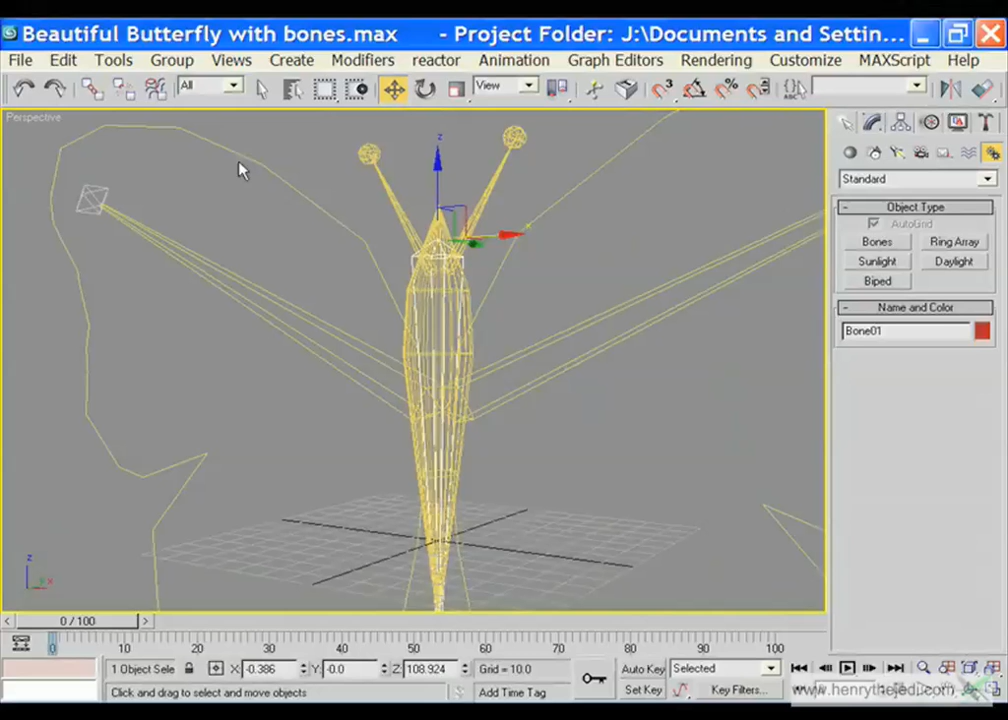 Beautiful Butterfly with bones.max - Project Folder: J:\Documents and Settin...
File Edit Tools Group Views Create Modifiers reactor Animation Graph Editors Rendering Customize MAXScript Help
All View
Perspective
z
x
Standard
- Object Type
AutoGrid
Bones Ring Array
Sunlight Daylight
Biped
- Name and Color
Bone01
z
x
< 0 / 100 >
0 10 20 30 40 50 60 70 80 90 100
1 Object Sele X: -0.386 Y: -0.0 Z: 108.924 Grid = 10.0 Auto Key Selected
Click and drag to select and move objects Add Time Tag Set Key Key Filters...
www.henrythejedi.com